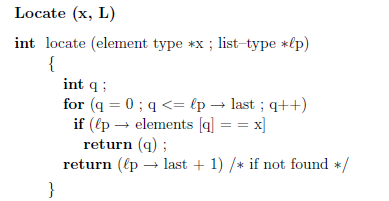 Locate (x, L)
int locate (element type *x ; list–type *ℓp)
{
int q ;
for (q = 0 ; q <= ℓp → last ; q++)
if (ℓp → elements [q] = = x]
return (q) ;
return (ℓp → last + 1) /* if not found */
}